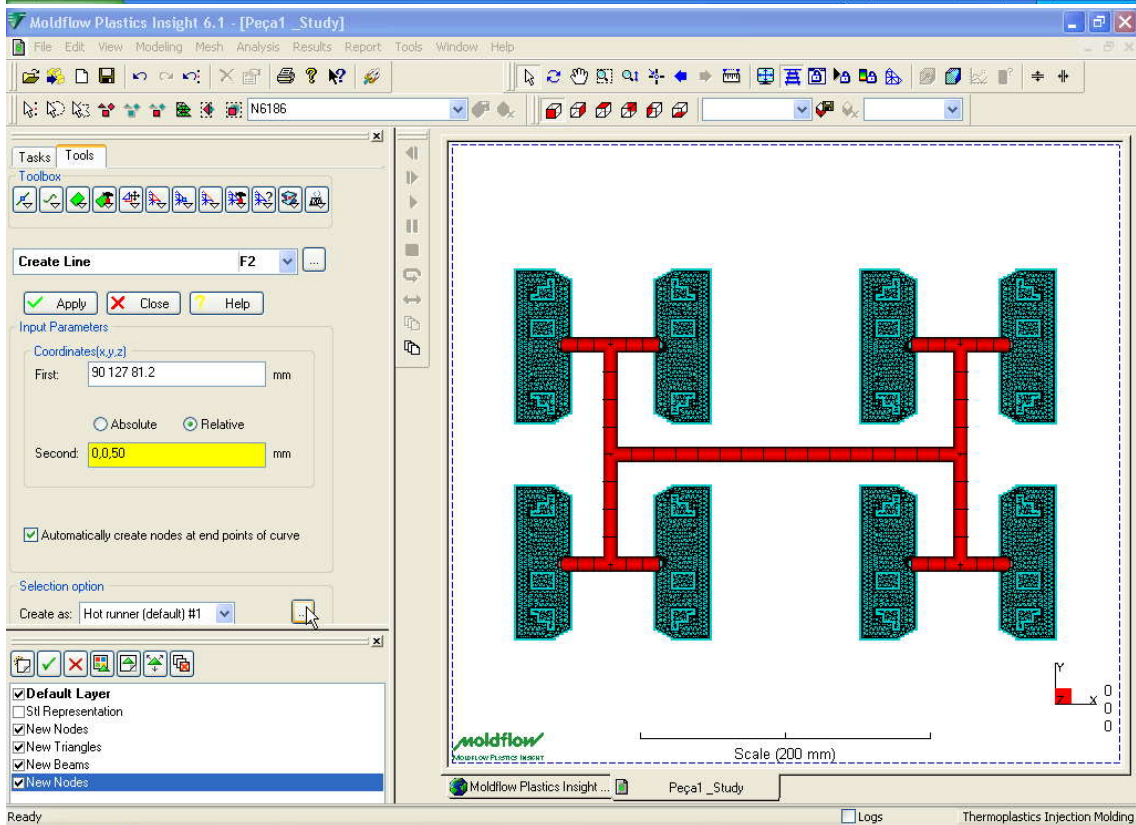 Moldflow Plastics Insight 6.1 - [Peça1 _Study]
File Edit View Modeling Mesh Analysis Results Report Tools Window Help
N6186
Tasks Tools
Toolbox
Create Line F2 ...
Apply Close ? Help
Input Parameters
Coordinates(x,y,z)
First: 90 127 81.2 mm
Absolute Relative
Second: 0,0,50 mm
Automatically create nodes at end points of curve
Selection option
Create as: Hot runner (default) #1
Default Layer
Stl Representation
New Nodes
New Triangles
New Beams
New Nodes
Y
Z X
0
0
0
moldflow
MOLDFLOW PLASTICS INSIGHT
Scale (200 mm)
Moldflow Plastics Insight ... Peça1 _Study
Ready Logs Thermoplastics Injection Molding